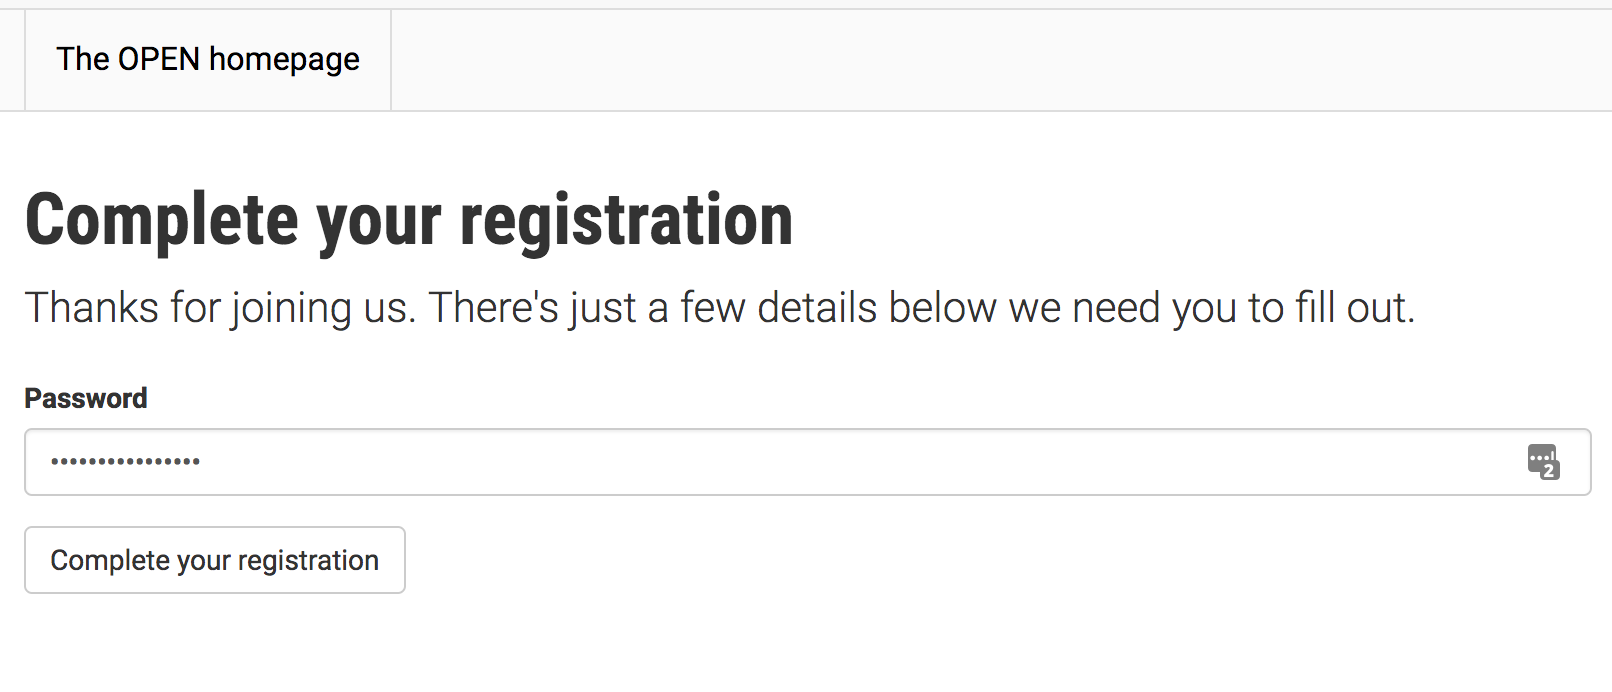 The OPEN homepage
Complete your registration
Thanks for joining us. There's just a few details below we need you to fill out.
Password
••••••••••••••••
2
Complete your registration